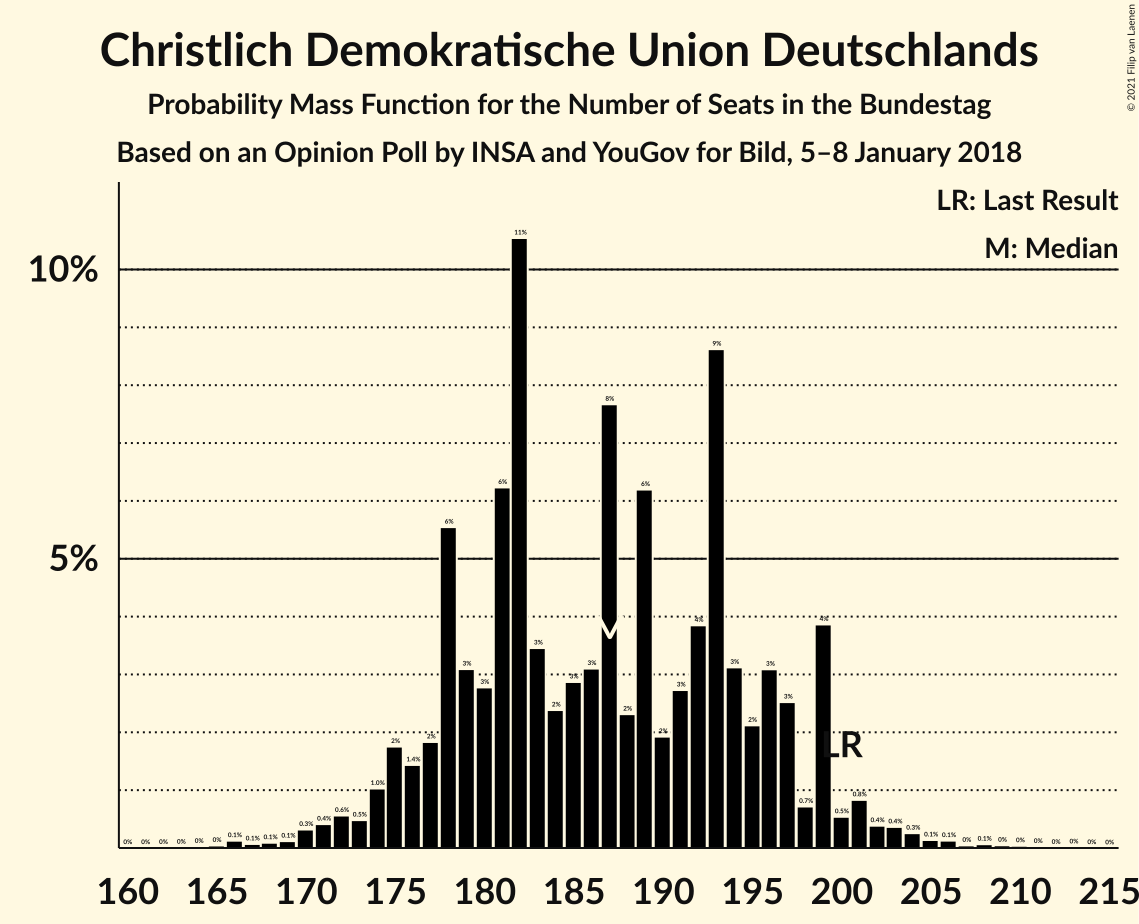 Christlich Demokratische Union Deutschlands
Probability Mass Function for the Number of Seats in the Bundestag
Based on an Opinion Poll by INSA and YouGov for Bild, 5–8 January 2018
© 2021 Filip van Laenen
LR: Last Result
M: Median
10%
5%
0% 0% 0% 0% 0% 0% 0.1% 0.1% 0.1% 0.1% 0.3% 0.4% 0.6% 0.5% 1.0% 2% 1.4% 2% 6% 3% 3% 6% 11% 3% 2% 3% 3% 8% 2% 6% 2% 3% 4% 9% 3% 2% 3% 3% 0.7% 4% 0.5% 0.8% 0.4% 0.4% 0.3% 0.1% 0.1% 0% 0.1% 0% 0% 0% 0% 0% 0% 0%
LR
160 165 170 175 180 185 190 195 200 205 210 215